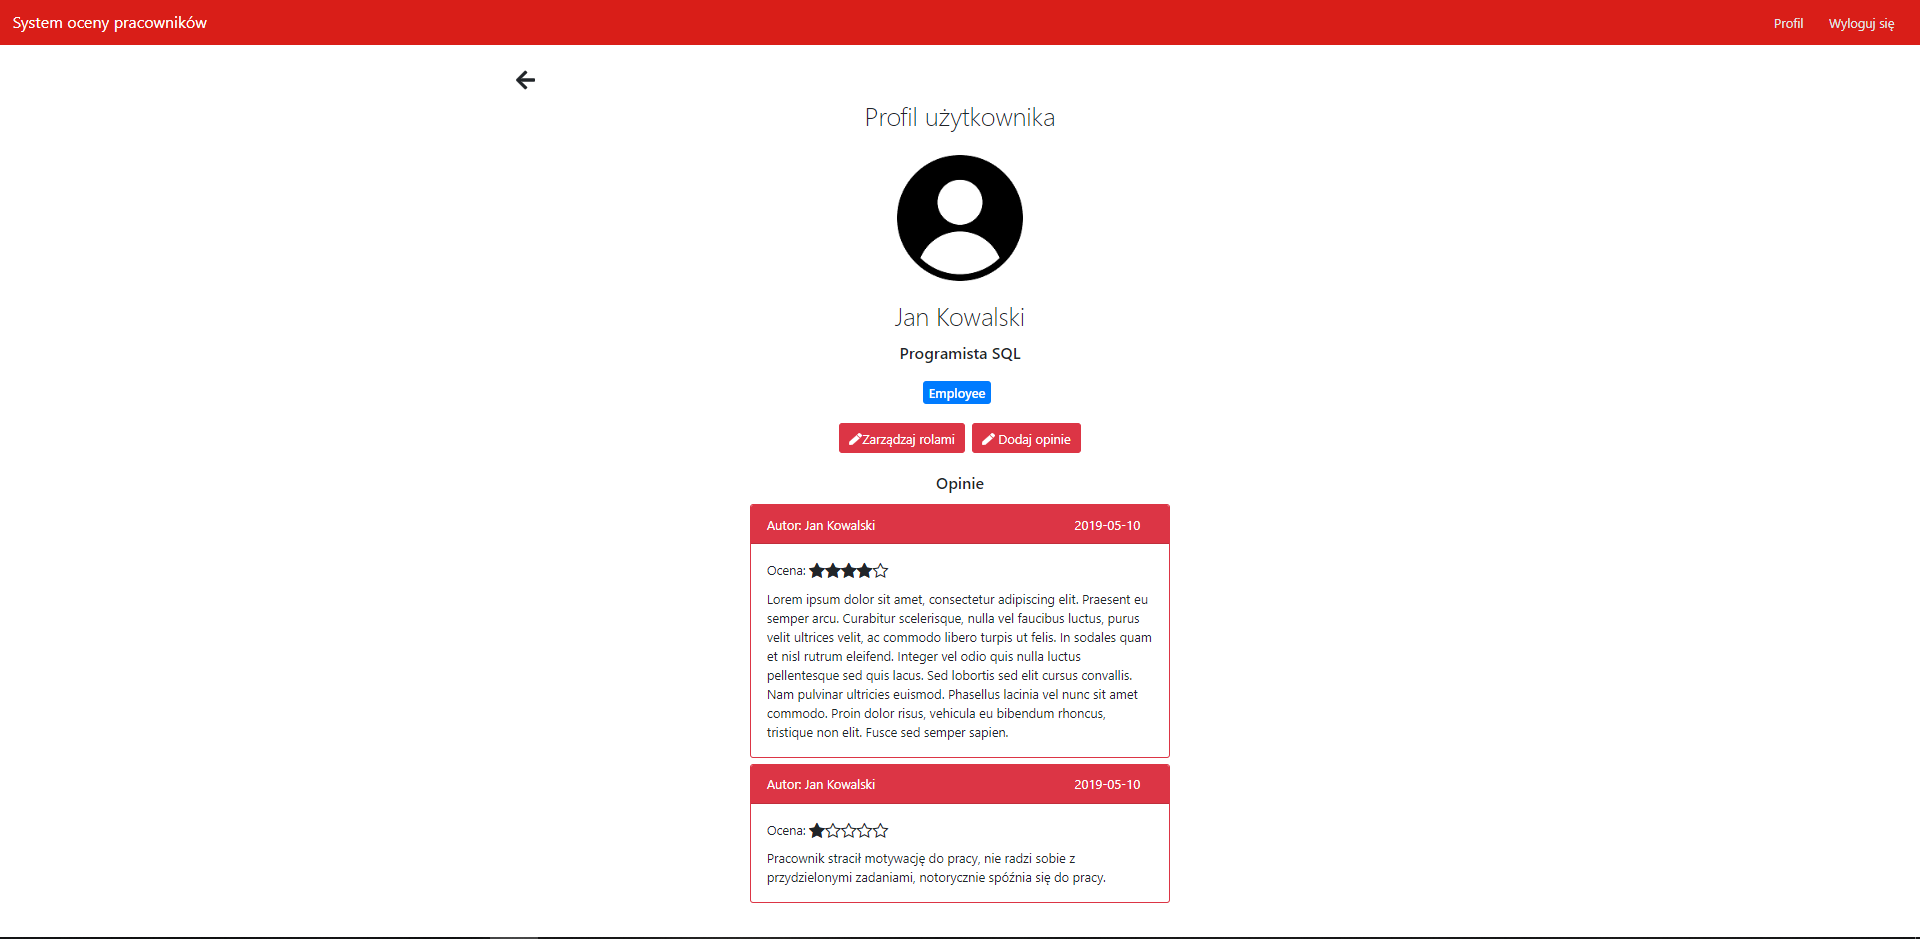 System oceny pracowników
Profil
Wyloguj się
Profil użytkownika
Jan Kowalski
Programista SQL
Employee
Zarządzaj rolami
Dodaj opinie
Opinie
Autor: Jan Kowalski
2019-05-10
Ocena:
Lorem ipsum dolor sit amet, consectetur adipiscing elit. Praesent eu
semper arcu. Curabitur scelerisque, nulla vel faucibus luctus, purus
velit ultrices velit, ac commodo libero turpis ut felis. In sodales quam
et nisl rutrum eleifend. Integer vel odio quis nulla luctus
pellentesque sed quis lacus. Sed lobortis sed elit cursus convallis.
Nam pulvinar ultricies euismod. Phasellus lacinia vel nunc sit amet
commodo. Proin dolor risus, vehicula eu bibendum rhoncus,
tristique non elit. Fusce sed semper sapien.
Autor: Jan Kowalski
2019-05-10
Ocena:
Pracownik stracił motywację do pracy, nie radzi sobie z
przydzielonymi zadaniami, notorycznie spóźnia się do pracy.